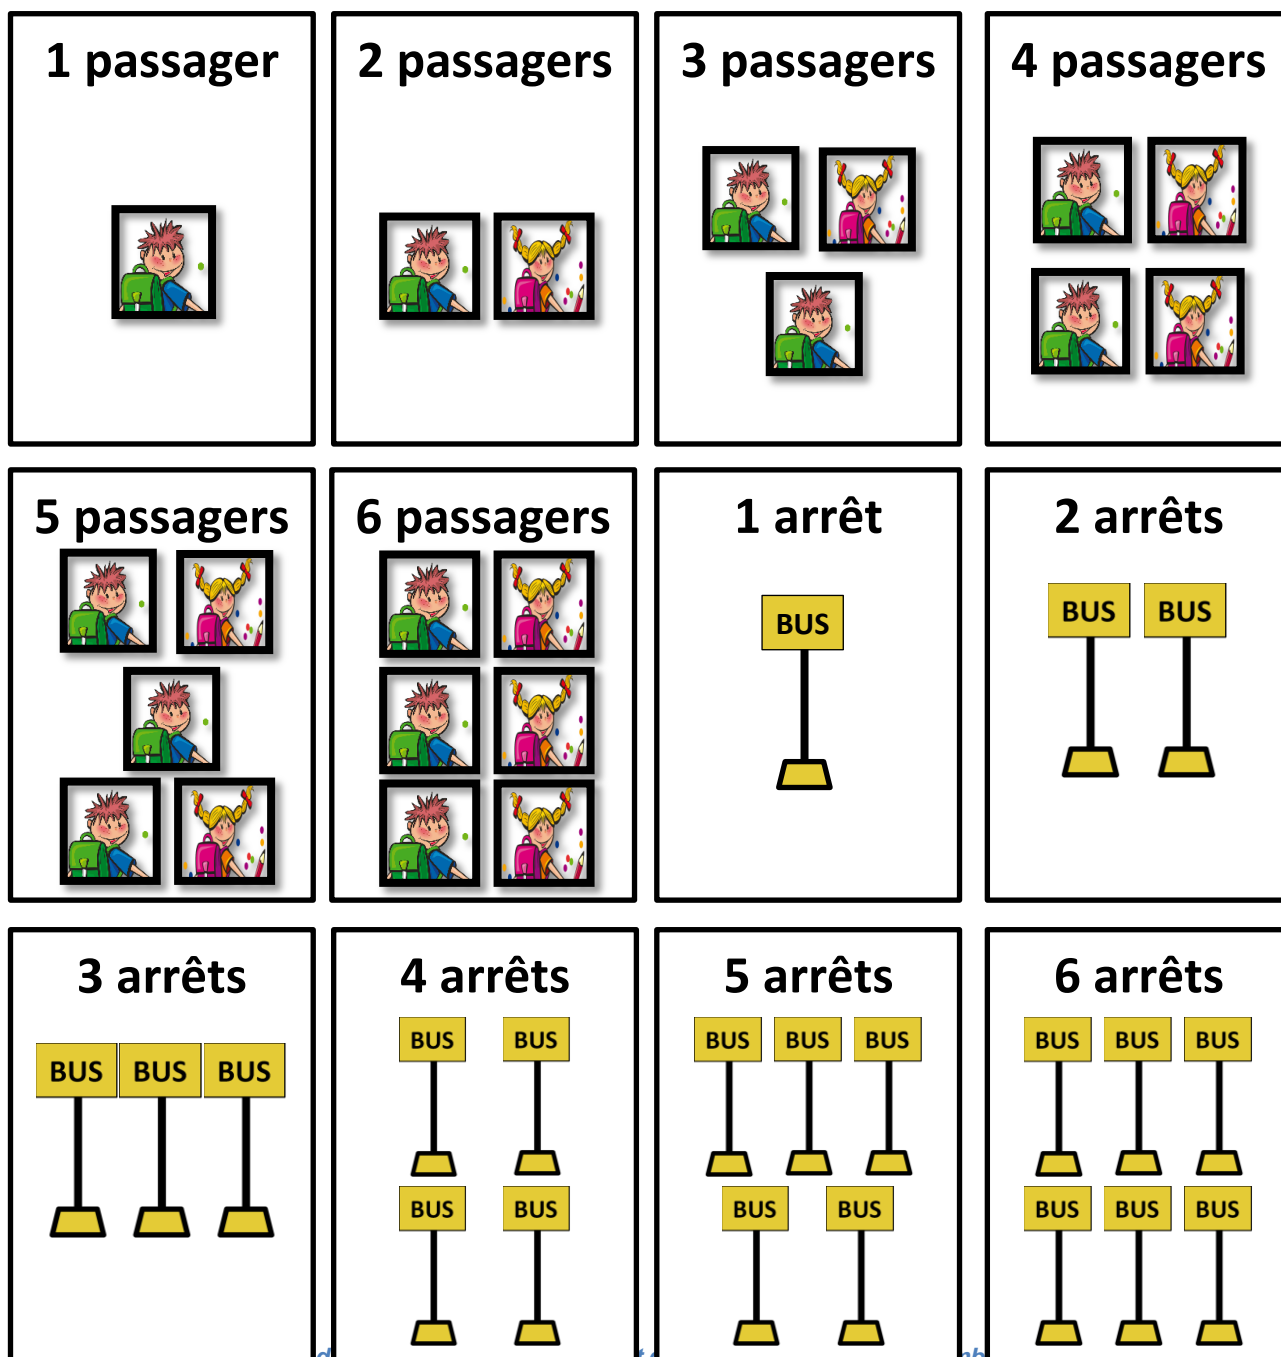 1 passager
2 passagers
3 passagers
4 passagers
5 passagers
6 passagers
1 arrêt
2 arrêts
BUS
BUS BUS
3 arrêts
4 arrêts
5 arrêts
6 arrêts
BUS BUS BUS
BUS BUS
BUS BUS
BUS BUS BUS
BUS BUS
BUS BUS BUS
BUS BUS BUS